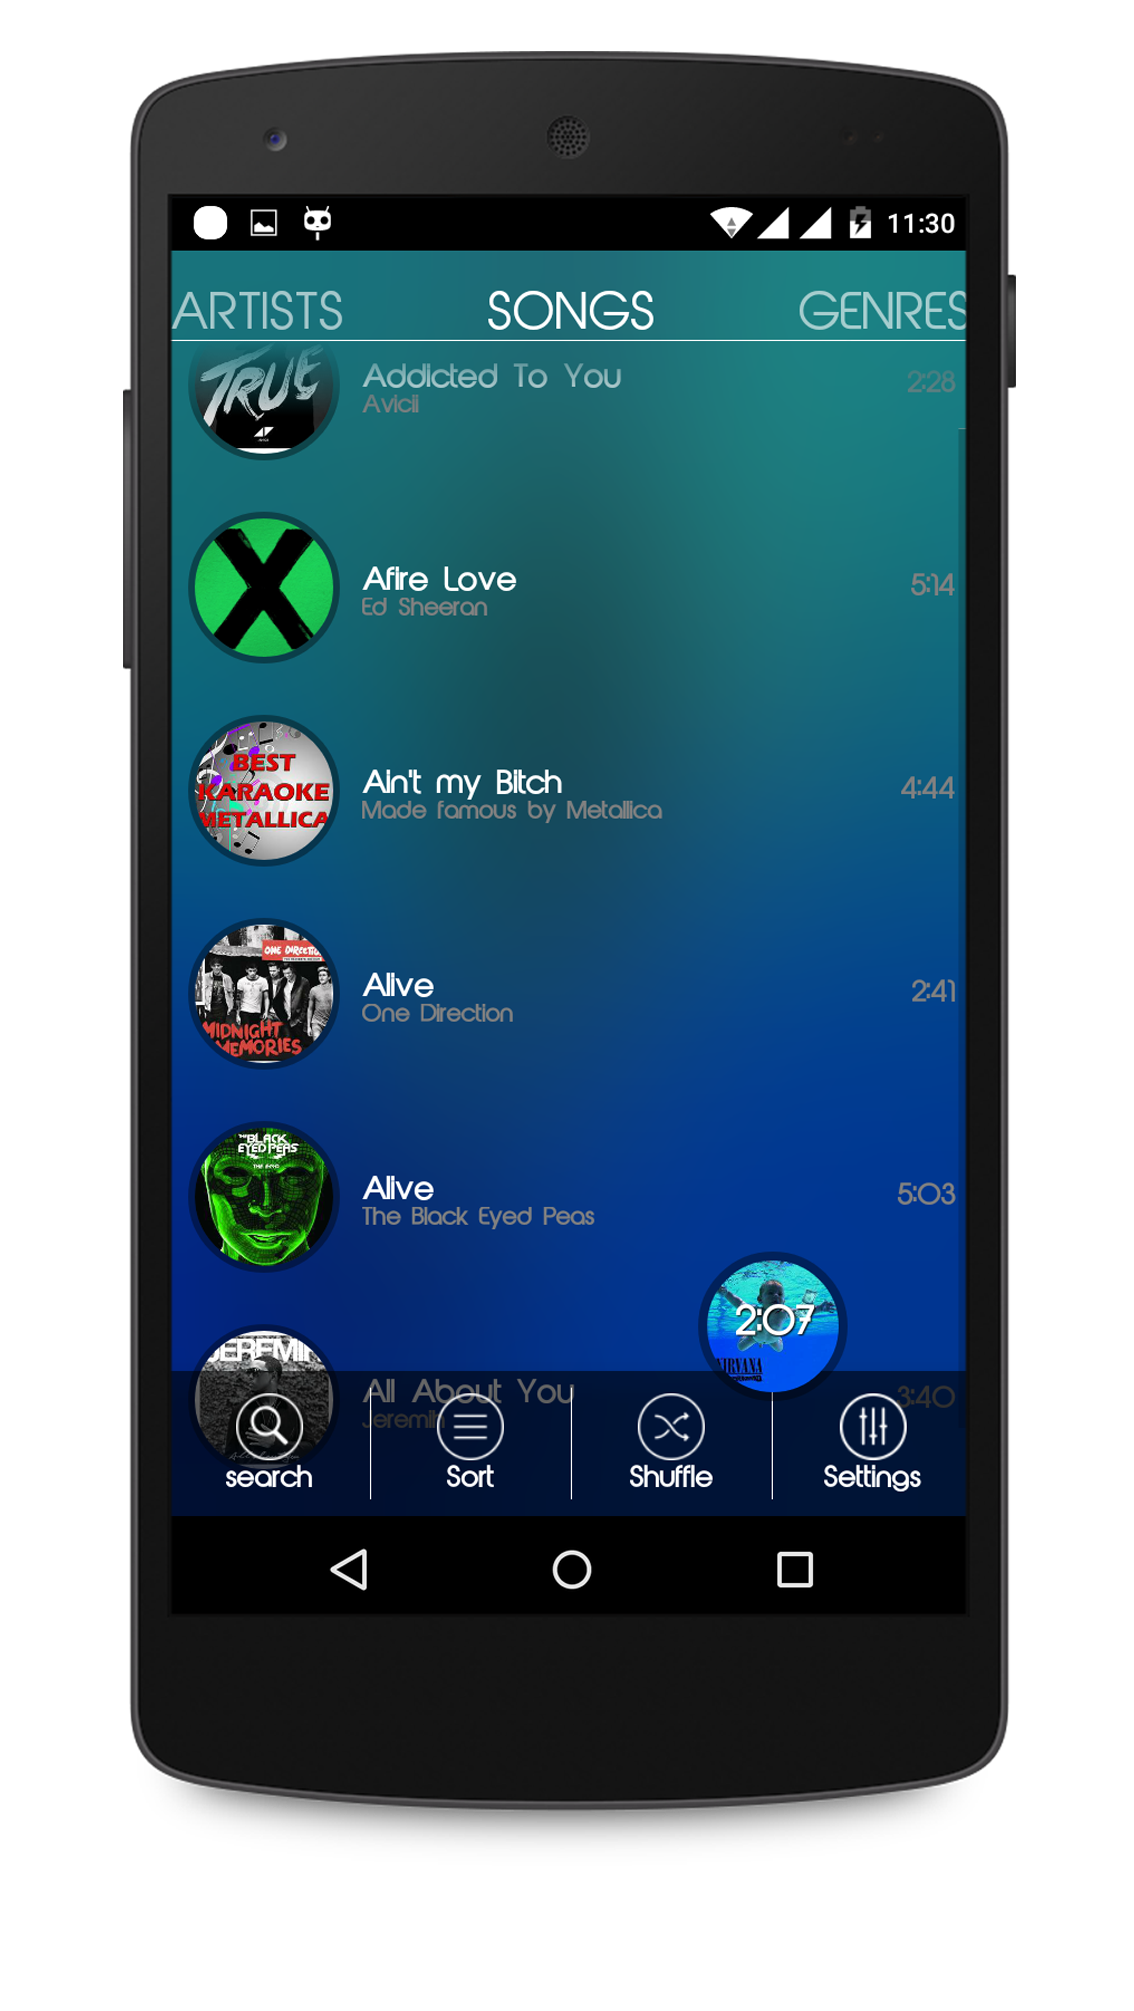 11:30
ARTISTS SONGS GENRES
TRUE
Addicted To You
2:28
Avicii
Afire Love
5:14
Ed Sheeran
BEST
KARAOKE
METALLICA
Ain't my Bitch
4:44
Made famous by Metallica
ONE DIRECTION
MIDNIGHT
MEMORIES
Alive
2:41
One Direction
THE BLACK
EYED PEAS
THE E.N.D
Alive
5:03
The Black Eyed Peas
2:07
NIRVANA
JEREMIH
All About You
3:40
Jeremih
search Sort Shuffle Settings